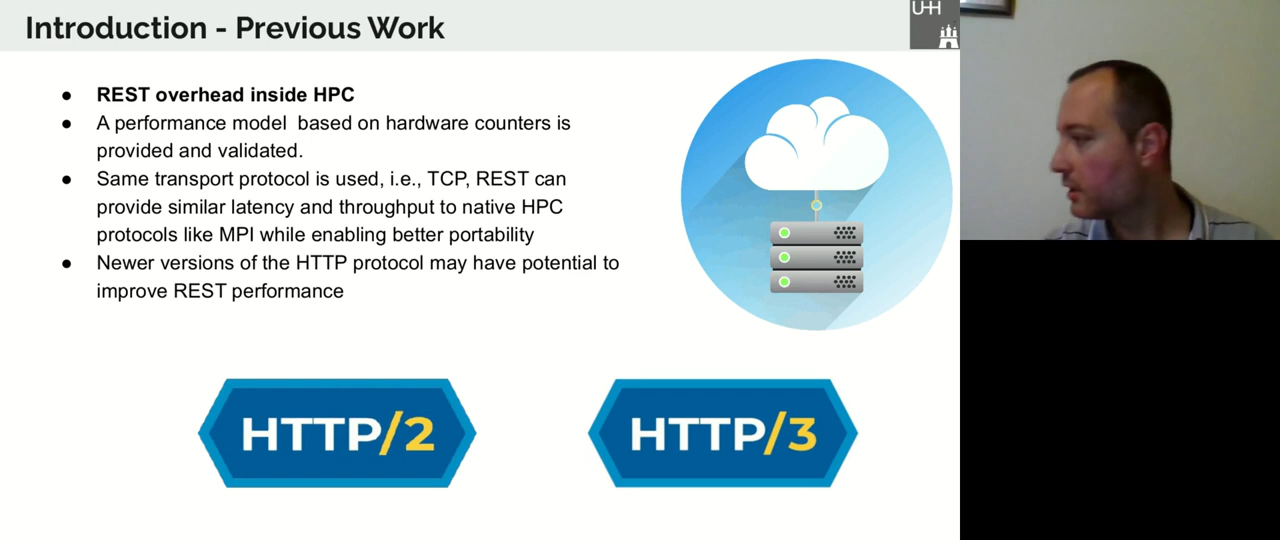 Introduction - Previous Work
UHH
REST overhead inside HPC
A performance model based on hardware counters is
provided and validated.
Same transport protocol is used, i.e., TCP, REST can
provide similar latency and throughput to native HPC
protocols like MPI while enabling better portability
Newer versions of the HTTP protocol may have potential to
improve REST performance
HTTP/2
HTTP/3